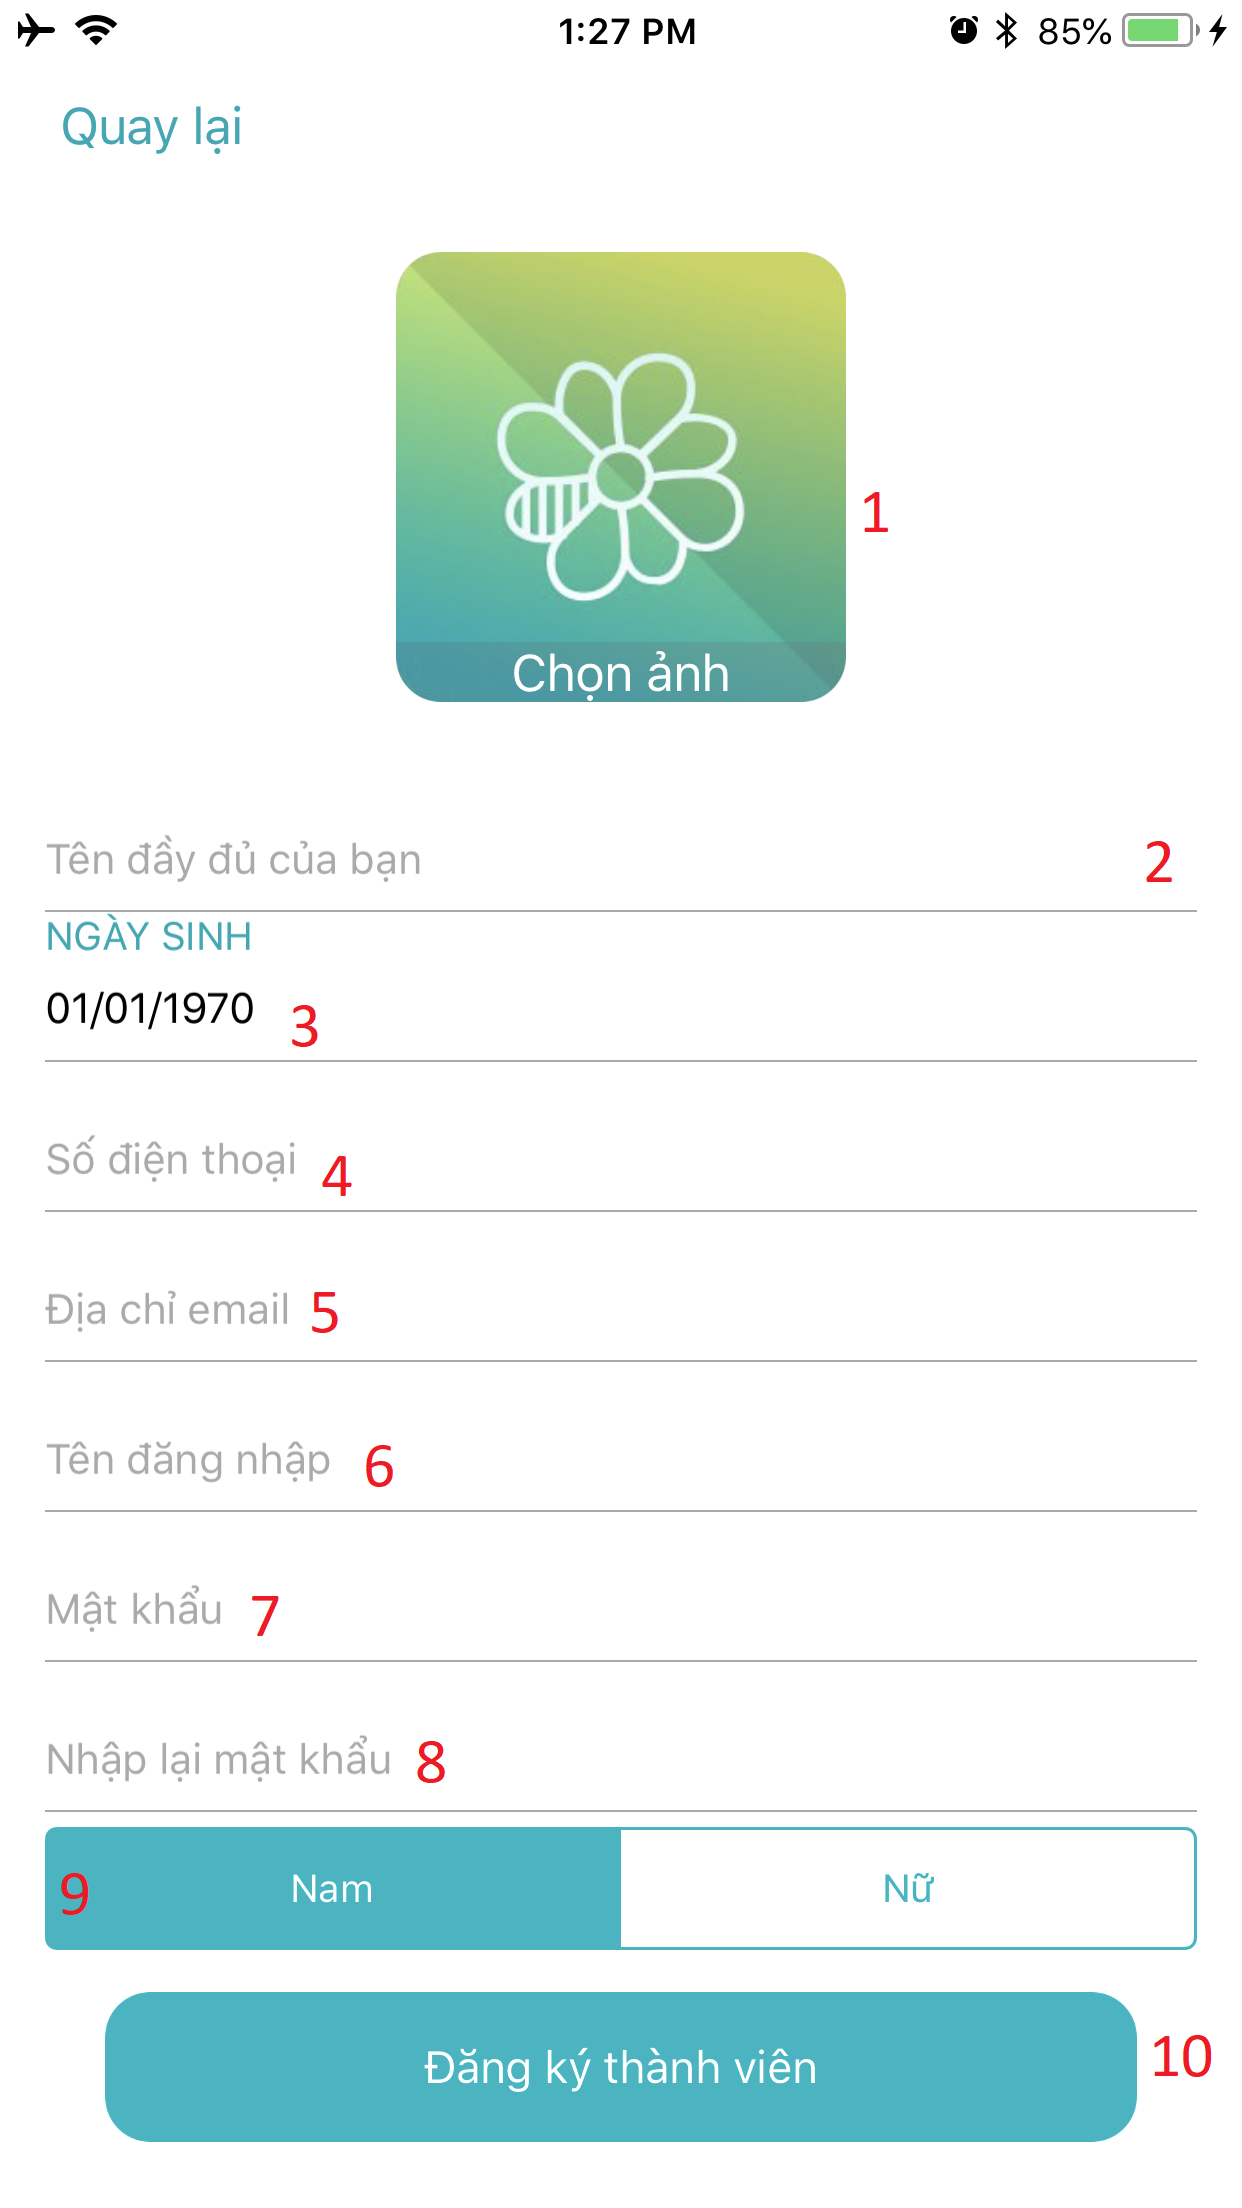 1:27 PM 85%
Quay lại
1
Chọn ảnh
Tên đầy đủ của bạn 2
NGÀY SINH
01/01/1970 3
Số điện thoại 4
Địa chỉ email 5
Tên đăng nhập 6
Mật khẩu 7
Nhập lại mật khẩu 8
9 Nam Nữ
Đăng ký thành viên 10